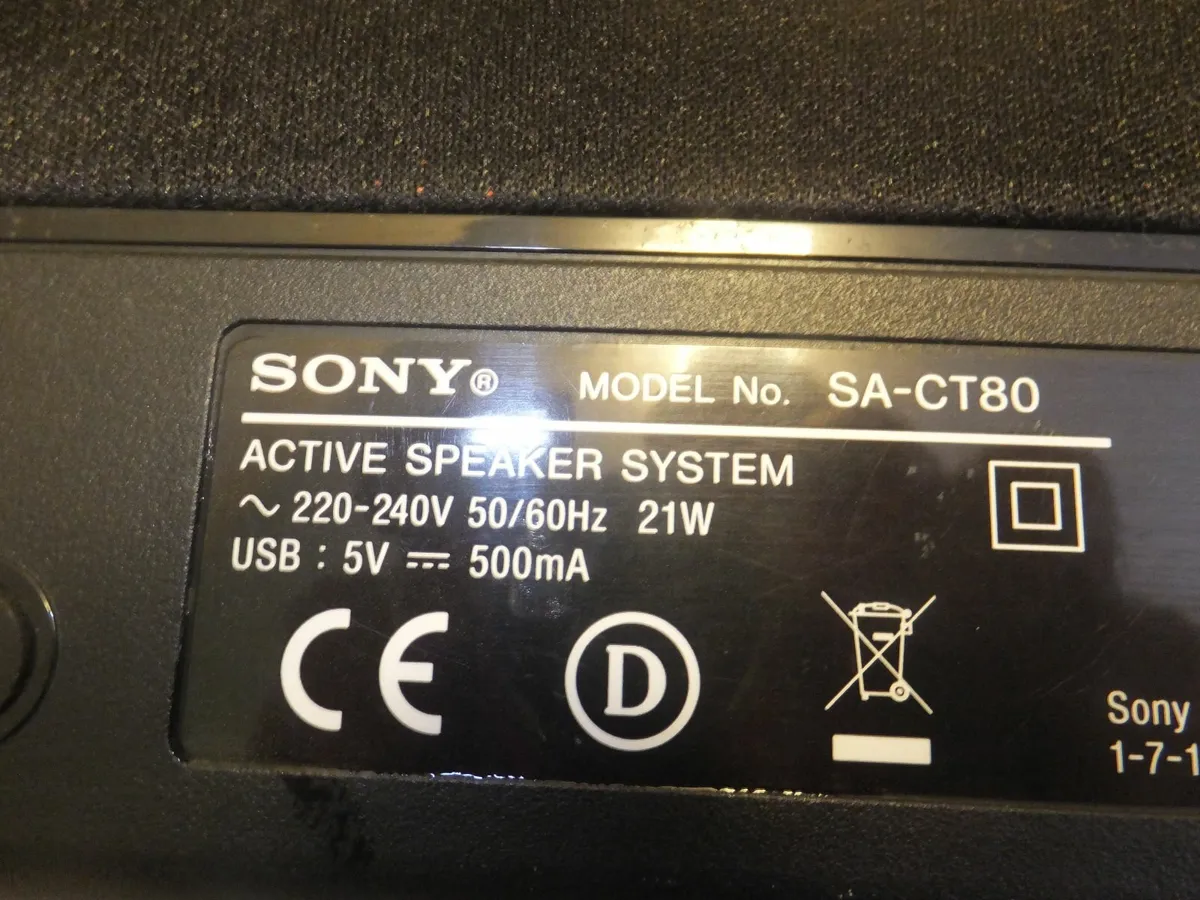 SONY® MODEL No. SA-CT80
ACTIVE SPEAKER SYSTEM
~ 220-240V 50/60Hz 21W
USB : 5V ⎓ 500mA
CE D
Sony
1-7-1